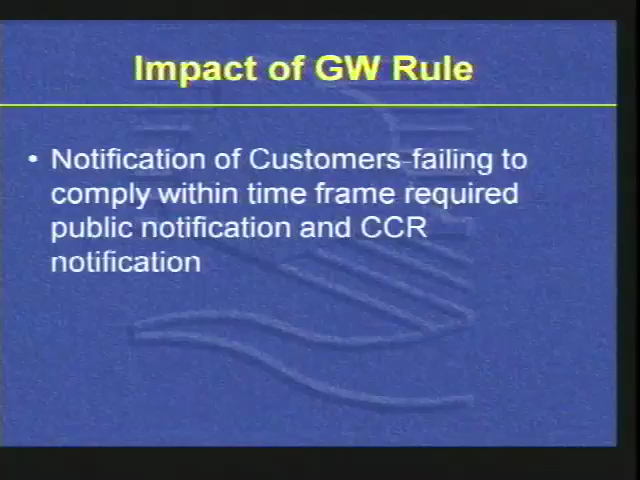 Impact of GW Rule
• Notification of Customers-failing to
comply within time frame required
public notification and CCR
notification